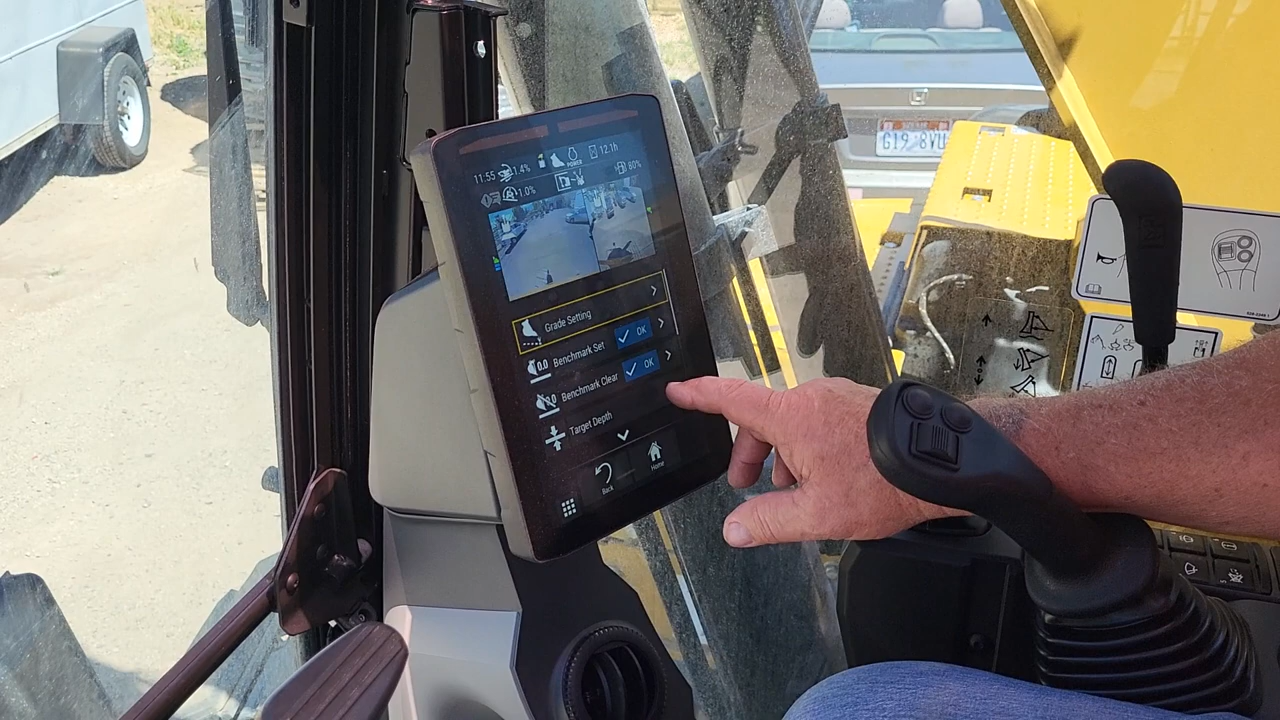 11:55
1.4%
POWER
12.1h
1.0%
80%
Grade Setting
Benchmark Set
OK
Benchmark Clear
OK
Target Depth
Back
Home
G19 8VU